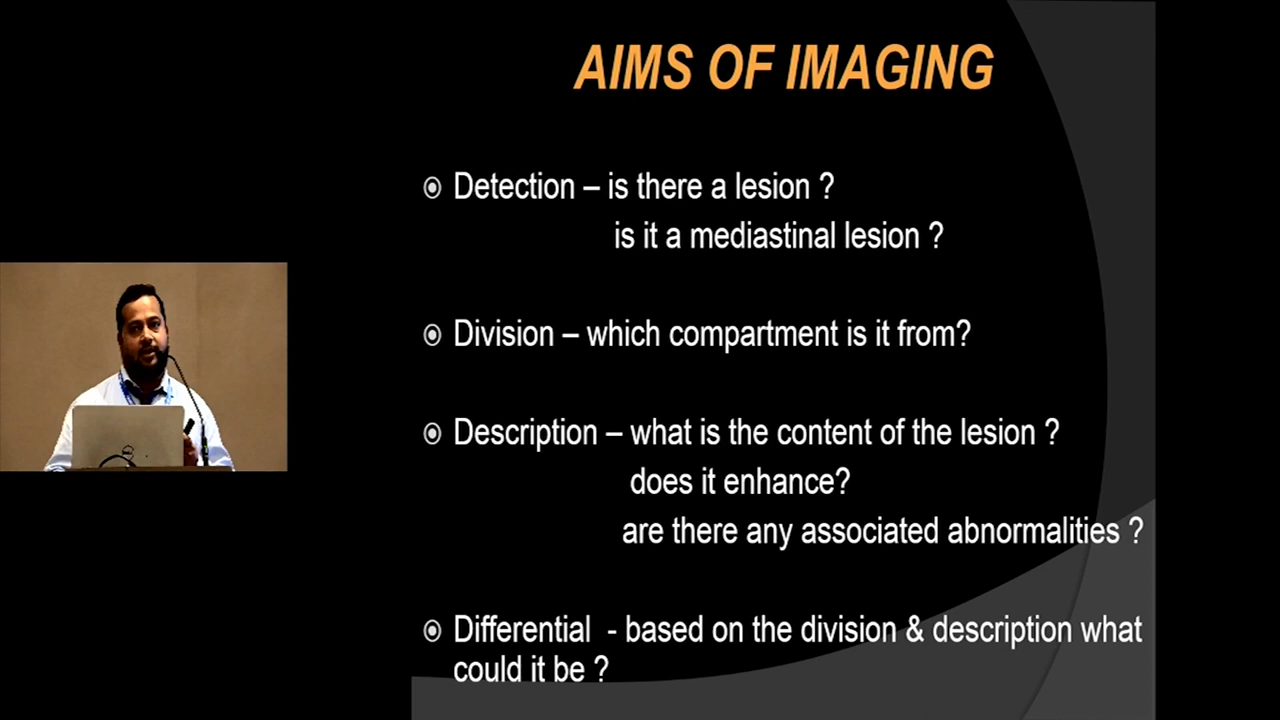 AIMS OF IMAGING
Detection – is there a lesion ?
is it a mediastinal lesion ?
Division – which compartment is it from?
Description – what is the content of the lesion ?
does it enhance?
are there any associated abnormalities ?
Differential - based on the division & description what
could it be ?